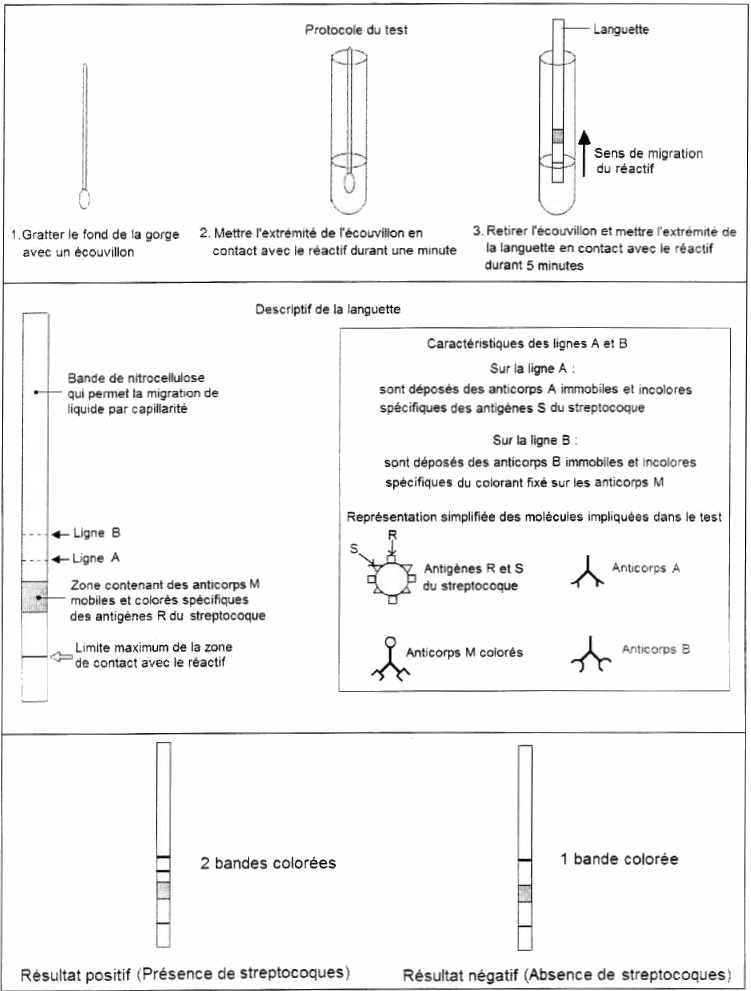 Protocole du test
Languette
Sens de migration
du réactif
1.Gratter le fond de la gorge
avec un écouvillon
2. Mettre l'extrémité de l'écouvillon en
contact avec le réactif durant une minute
3. Retirer l'écouvillon et mettre l'extrémité de
la languette en contact avec le réactif
durant 5 minutes
Descriptif de la languette
Bande de nitrocellulose
qui permet la migration de
liquide par capillarité
Ligne B
Ligne A
Zone contenant des anticorps M
mobiles et colorés spécifiques
des antigènes R du streptocoque
Limite maximum de la zone
de contact avec le réactif
Caractéristiques des lignes A et B
Sur la ligne A :
sont déposés des anticorps A immobiles et incolores
spécifiques des antigènes S du streptocoque
Sur la ligne B :
sont déposés des anticorps B immobiles et incolores
spécifiques du colorant fixé sur les anticorps M
Représentation simplifiée des molécules impliquées dans le test
R
S
Antigènes R et S
du streptocoque
Anticorps A
Anticorps M colorés
Anticorps B
2 bandes colorées
1 bande colorée
Résultat positif (Présence de streptocoques)
Résultat négatif (Absence de streptocoques)